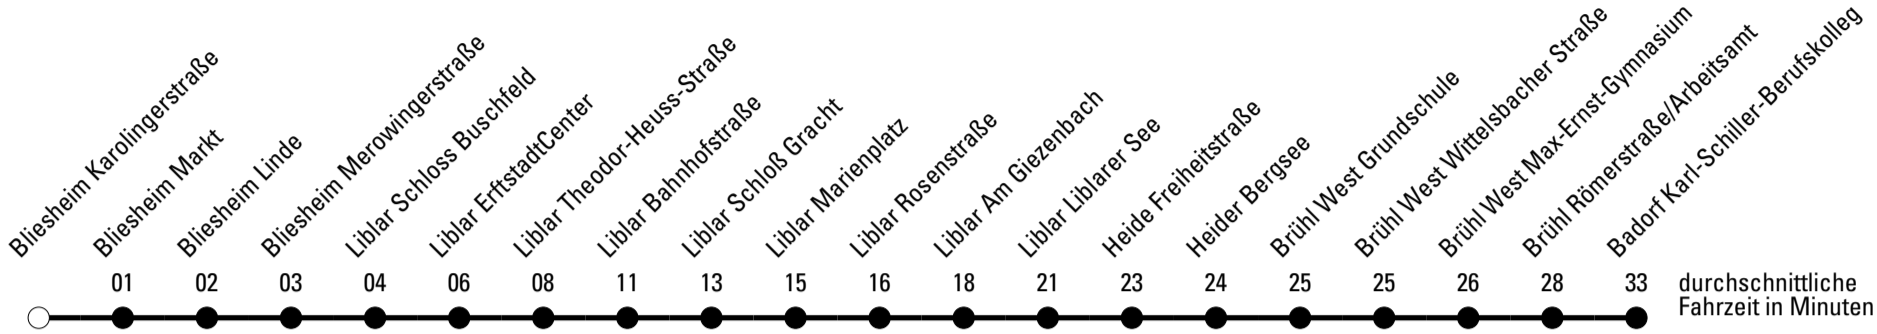 Bliesheim Karolingerstraße
Bliesheim Markt
Bliesheim Linde
Bliesheim Merowingerstraße
Liblar Schloss Buschfeld
Liblar ErftstadtCenter
Liblar Theodor-Heuss-Straße
Liblar Bahnhofstraße
Liblar Schloß Gracht
Liblar Marienplatz
Liblar Rosenstraße
Liblar Am Giezenbach
Liblar Liblarer See
Heide Freiheitstraße
Heider Bergsee
Brühl West Grundschule
Brühl West Wittelsbacher Straße
Brühl West Max-Ernst-Gymnasium
Brühl Römerstraße/Arbeitsamt
Badorf Karl-Schiller-Berufskolleg
01 02 03 04 06 08 11 13 15 16 18 21 23 24 25 25 26 28 33
durchschnittliche
Fahrzeit in Minuten